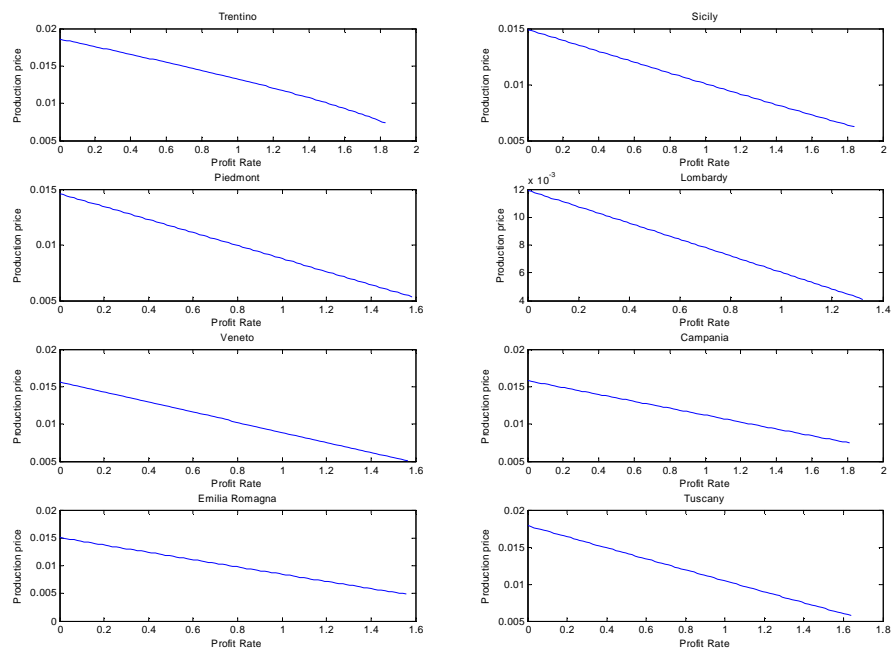 Trentino
Production price
0.02
0.015
0.01
0.005
0 0.2 0.4 0.6 0.8 1 1.2 1.4 1.6 1.8 2
Profit Rate
Sicily
Production price
0.015
0.01
0.005
0 0.2 0.4 0.6 0.8 1 1.2 1.4 1.6 1.8 2
Profit Rate
Piedmont
Production price
0.015
0.01
0.005
0 0.2 0.4 0.6 0.8 1 1.2 1.4 1.6
Profit Rate
Lombardy
x 10^-3
Production price
12
10
8
6
4
0 0.2 0.4 0.6 0.8 1 1.2 1.4
Profit Rate
Veneto
Production price
0.02
0.015
0.01
0.005
0 0.2 0.4 0.6 0.8 1 1.2 1.4 1.6
Profit Rate
Campania
Production price
0.02
0.015
0.01
0.005
0 0.2 0.4 0.6 0.8 1 1.2 1.4 1.6 1.8 2
Profit Rate
Emilia Romagna
Production price
0.02
0.015
0.01
0.005
0
0 0.2 0.4 0.6 0.8 1 1.2 1.4 1.6
Profit Rate
Tuscany
Production price
0.02
0.015
0.01
0.005
0 0.2 0.4 0.6 0.8 1 1.2 1.4 1.6 1.8
Profit Rate